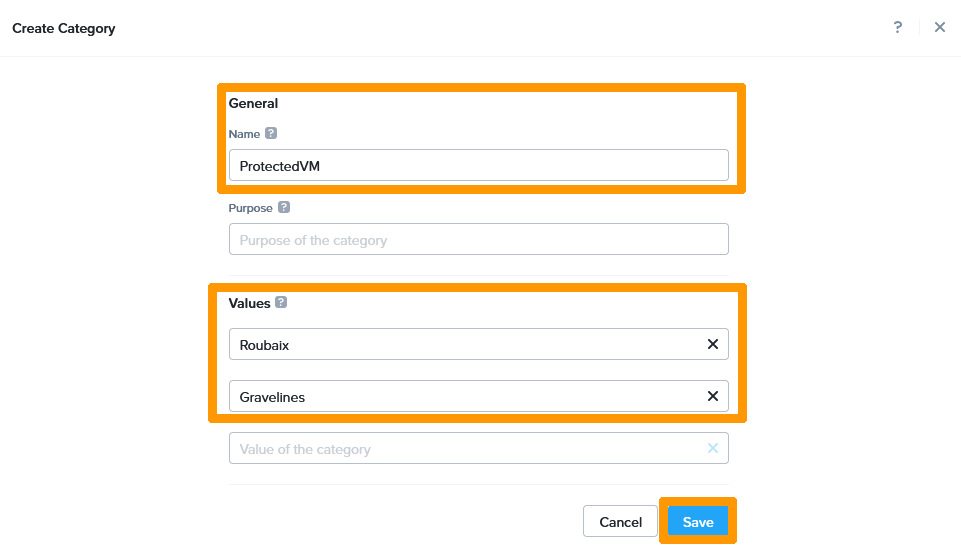 Create Category
?
General
Name ?
ProtectedVM
Purpose ?
Purpose of the category
Values ?
Roubaix
Gravelines
Value of the category
Cancel
Save